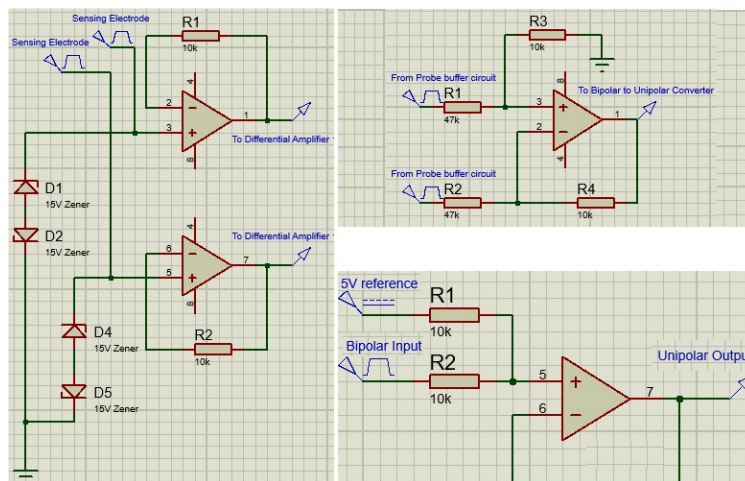 Sensing Electrode
Sensing Electrode
R1
10k
4
2
3
1
8
To Differential Amplifier
D1
15V Zener
D2
15V Zener
4
6
5
7
8
To Differential Amplifier
R2
10k
D4
15V Zener
D5
15V Zener
R3
10k
From Probe buffer circuit
R1
47k
8
3
2
1
4
To Bipolar to Unipolar Converter
From Probe buffer circuit
R2
47k
R4
10k
5V reference
R1
10k
Bipolar Input
R2
10k
5
6
7
Unipolar Output